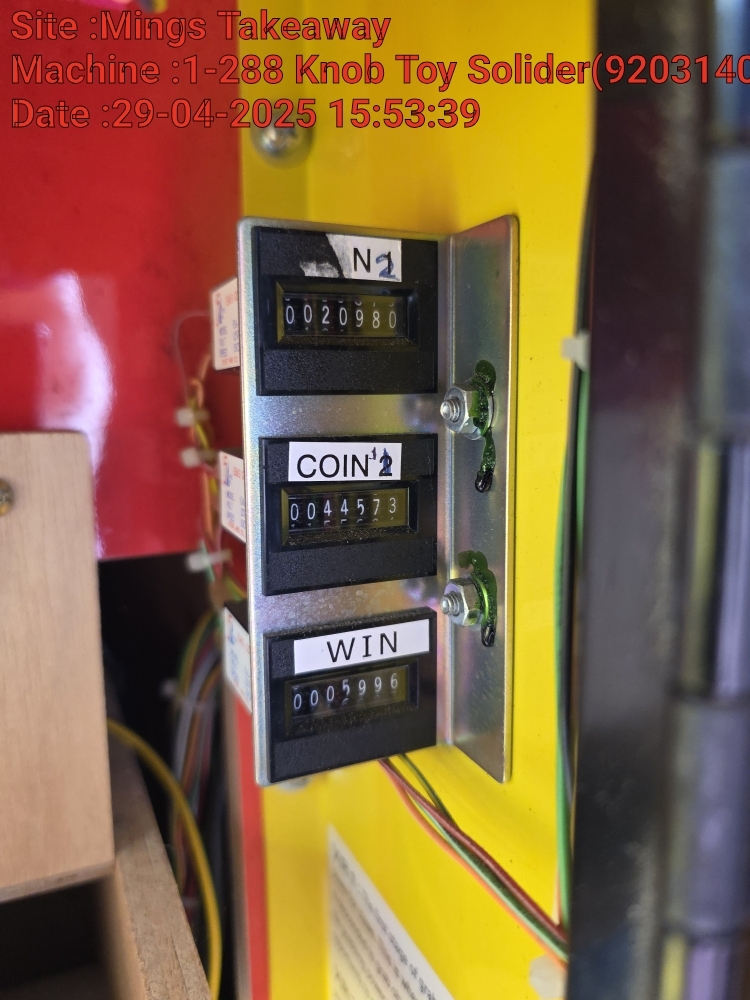 Site :Mings Takeaway
Machine :1-288 Knob Toy Solider(9203140
Date :29-04-2025 15:53:39
N 2
0020980
COIN 1
0044573
WIN
0005996